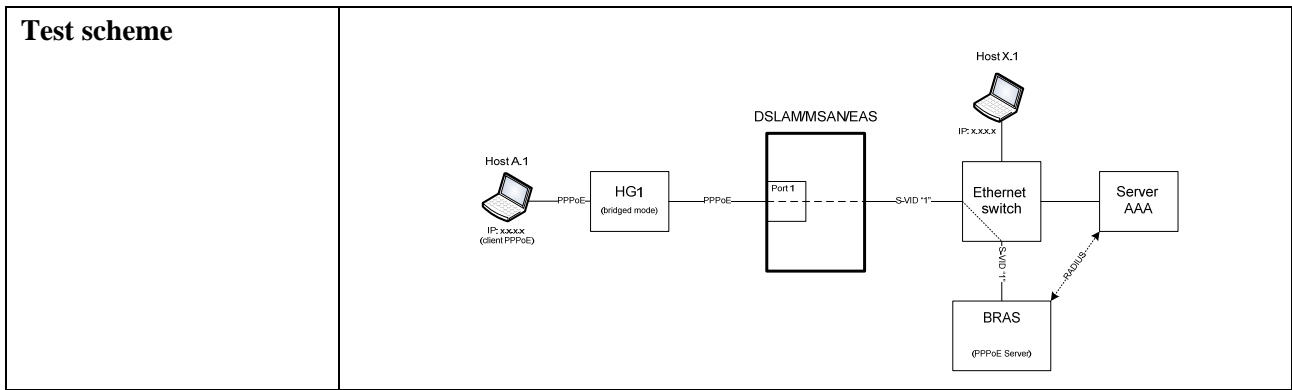 Test scheme
Host X.1
IP: x.x.x.x
DSLAM/MSAN/EAS
Host A.1
IP: x.x.x.x
(client PPPoE)
PPPoE
HG1
(bridged mode)
PPPoE
Port 1
S-VID "1"
Ethernet
switch
Server
AAA
S-VID "1"
RADIUS
BRAS
(PPPoE Server)